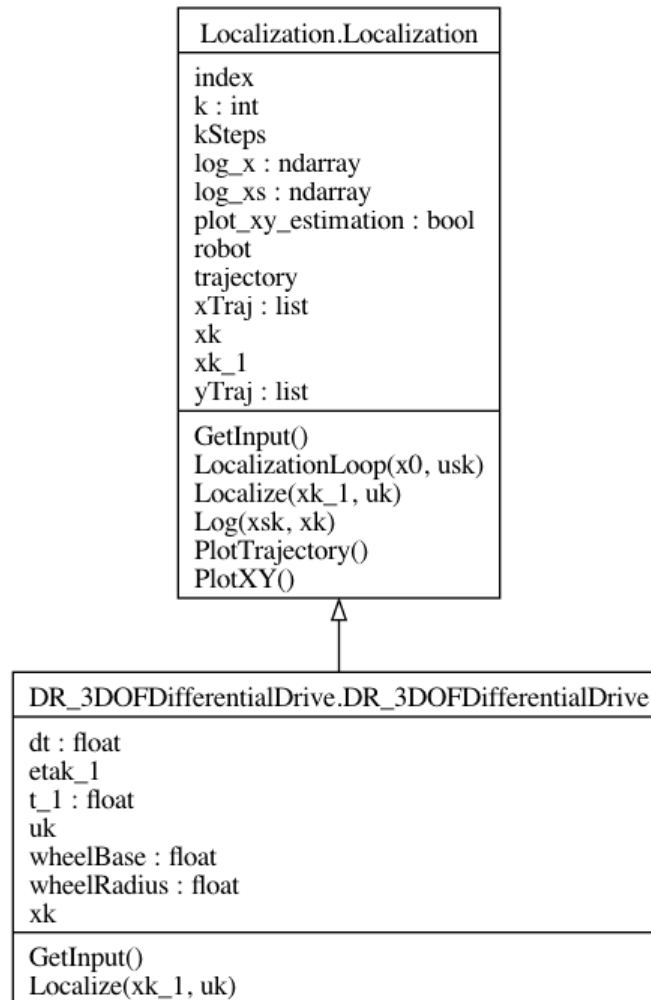 Localization.Localization
index
k : int
kSteps
log_x : ndarray
log_xs : ndarray
plot_xy_estimation : bool
robot
trajectory
xTraj : list
xk
xk_1
yTraj : list
GetInput()
LocalizationLoop(x0, usk)
Localize(xk_1, uk)
Log(xsk, xk)
PlotTrajectory()
PlotXY()
DR_3DOFDifferentialDrive.DR_3DOFDifferentialDrive
dt : float
etak_1
t_1 : float
uk
wheelBase : float
wheelRadius : float
xk
GetInput()
Localize(xk_1, uk)